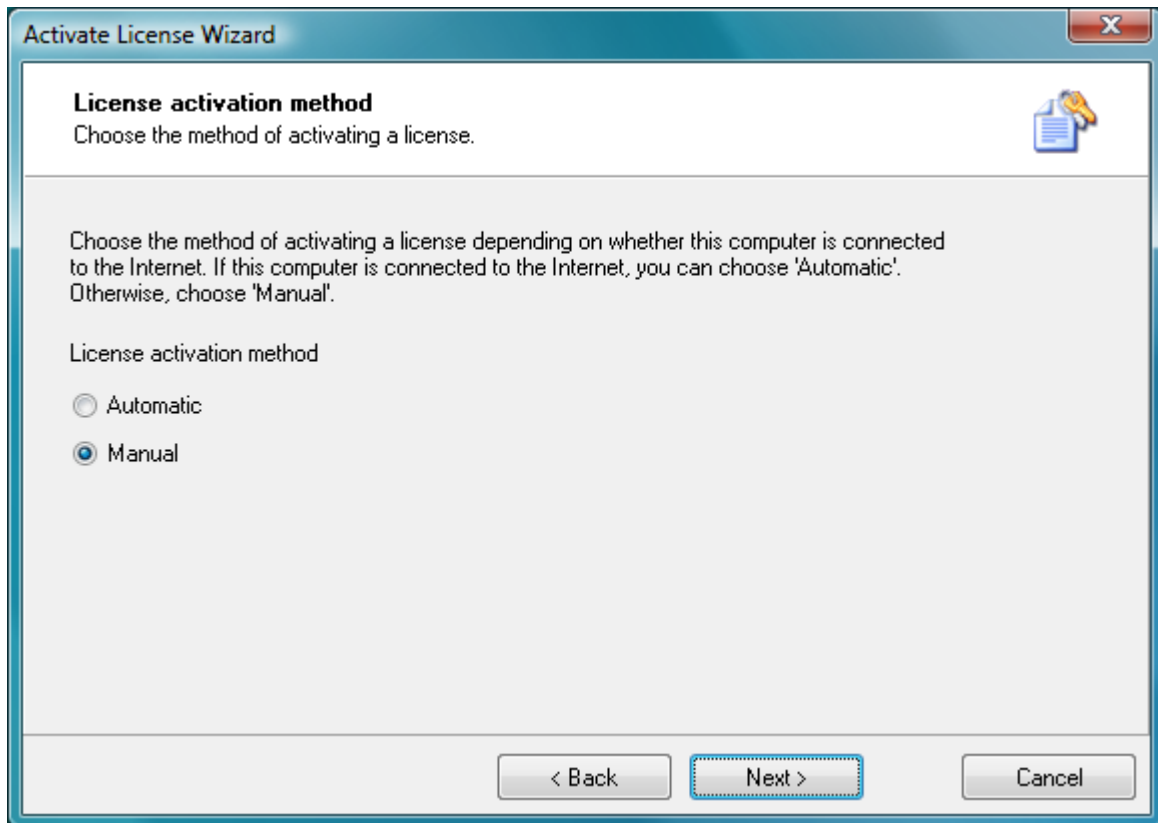 Activate License Wizard
License activation method
Choose the method of activating a license.
Choose the method of activating a license depending on whether this computer is connected
to the Internet. If this computer is connected to the Internet, you can choose 'Automatic'.
Otherwise, choose 'Manual'.
License activation method
Automatic
Manual
< Back
Next >
Cancel